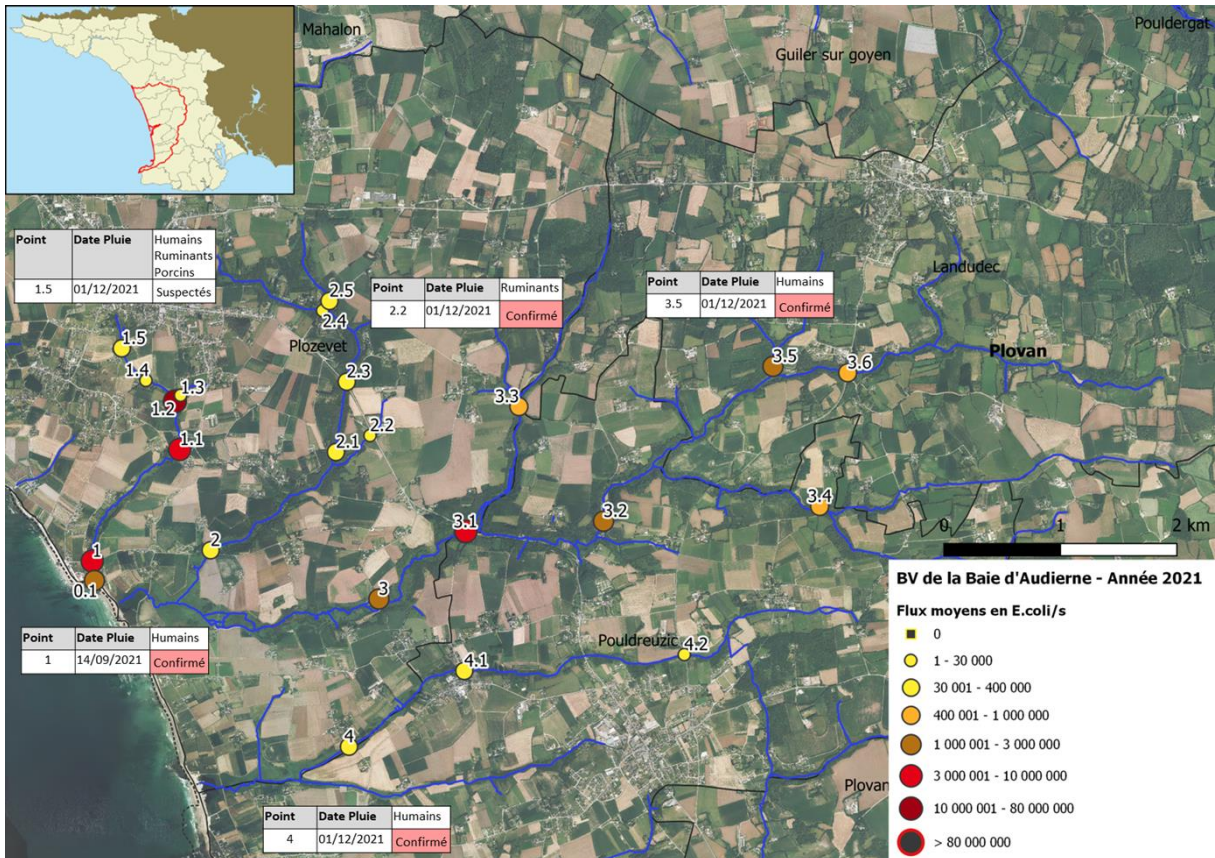 Mahalon
Pouldergat
Guiler sur goyen
Point Date Pluie Humains
Ruminants
Porcins
1.5 01/12/2021 Suspectés
Point Date Pluie Ruminants
2.2 01/12/2021 Confirmé
Point Date Pluie Humains
3.5 01/12/2021 Confirmé
Landudec
2.5
2.4
Plozevet
1.5
1.4
1.3
1.2
1.1
2.3
2.2
2.1
3.3
3.5
3.6
Plovan
3.4
3.2
3.1
2
1
0.1
3
0 1 2 km
Point Date Pluie Humains
1 14/09/2021 Confirmé
Pouldreuzic
4.2
4.1
4
Plovan
Point Date Pluie Humains
4 01/12/2021 Confirmé
BV de la Baie d'Audierne - Année 2021
Flux moyens en E.coli/s
0
1 - 30 000
30 001 - 400 000
400 001 - 1 000 000
1 000 001 - 3 000 000
3 000 001 - 10 000 000
10 000 001 - 80 000 000
> 80 000 000